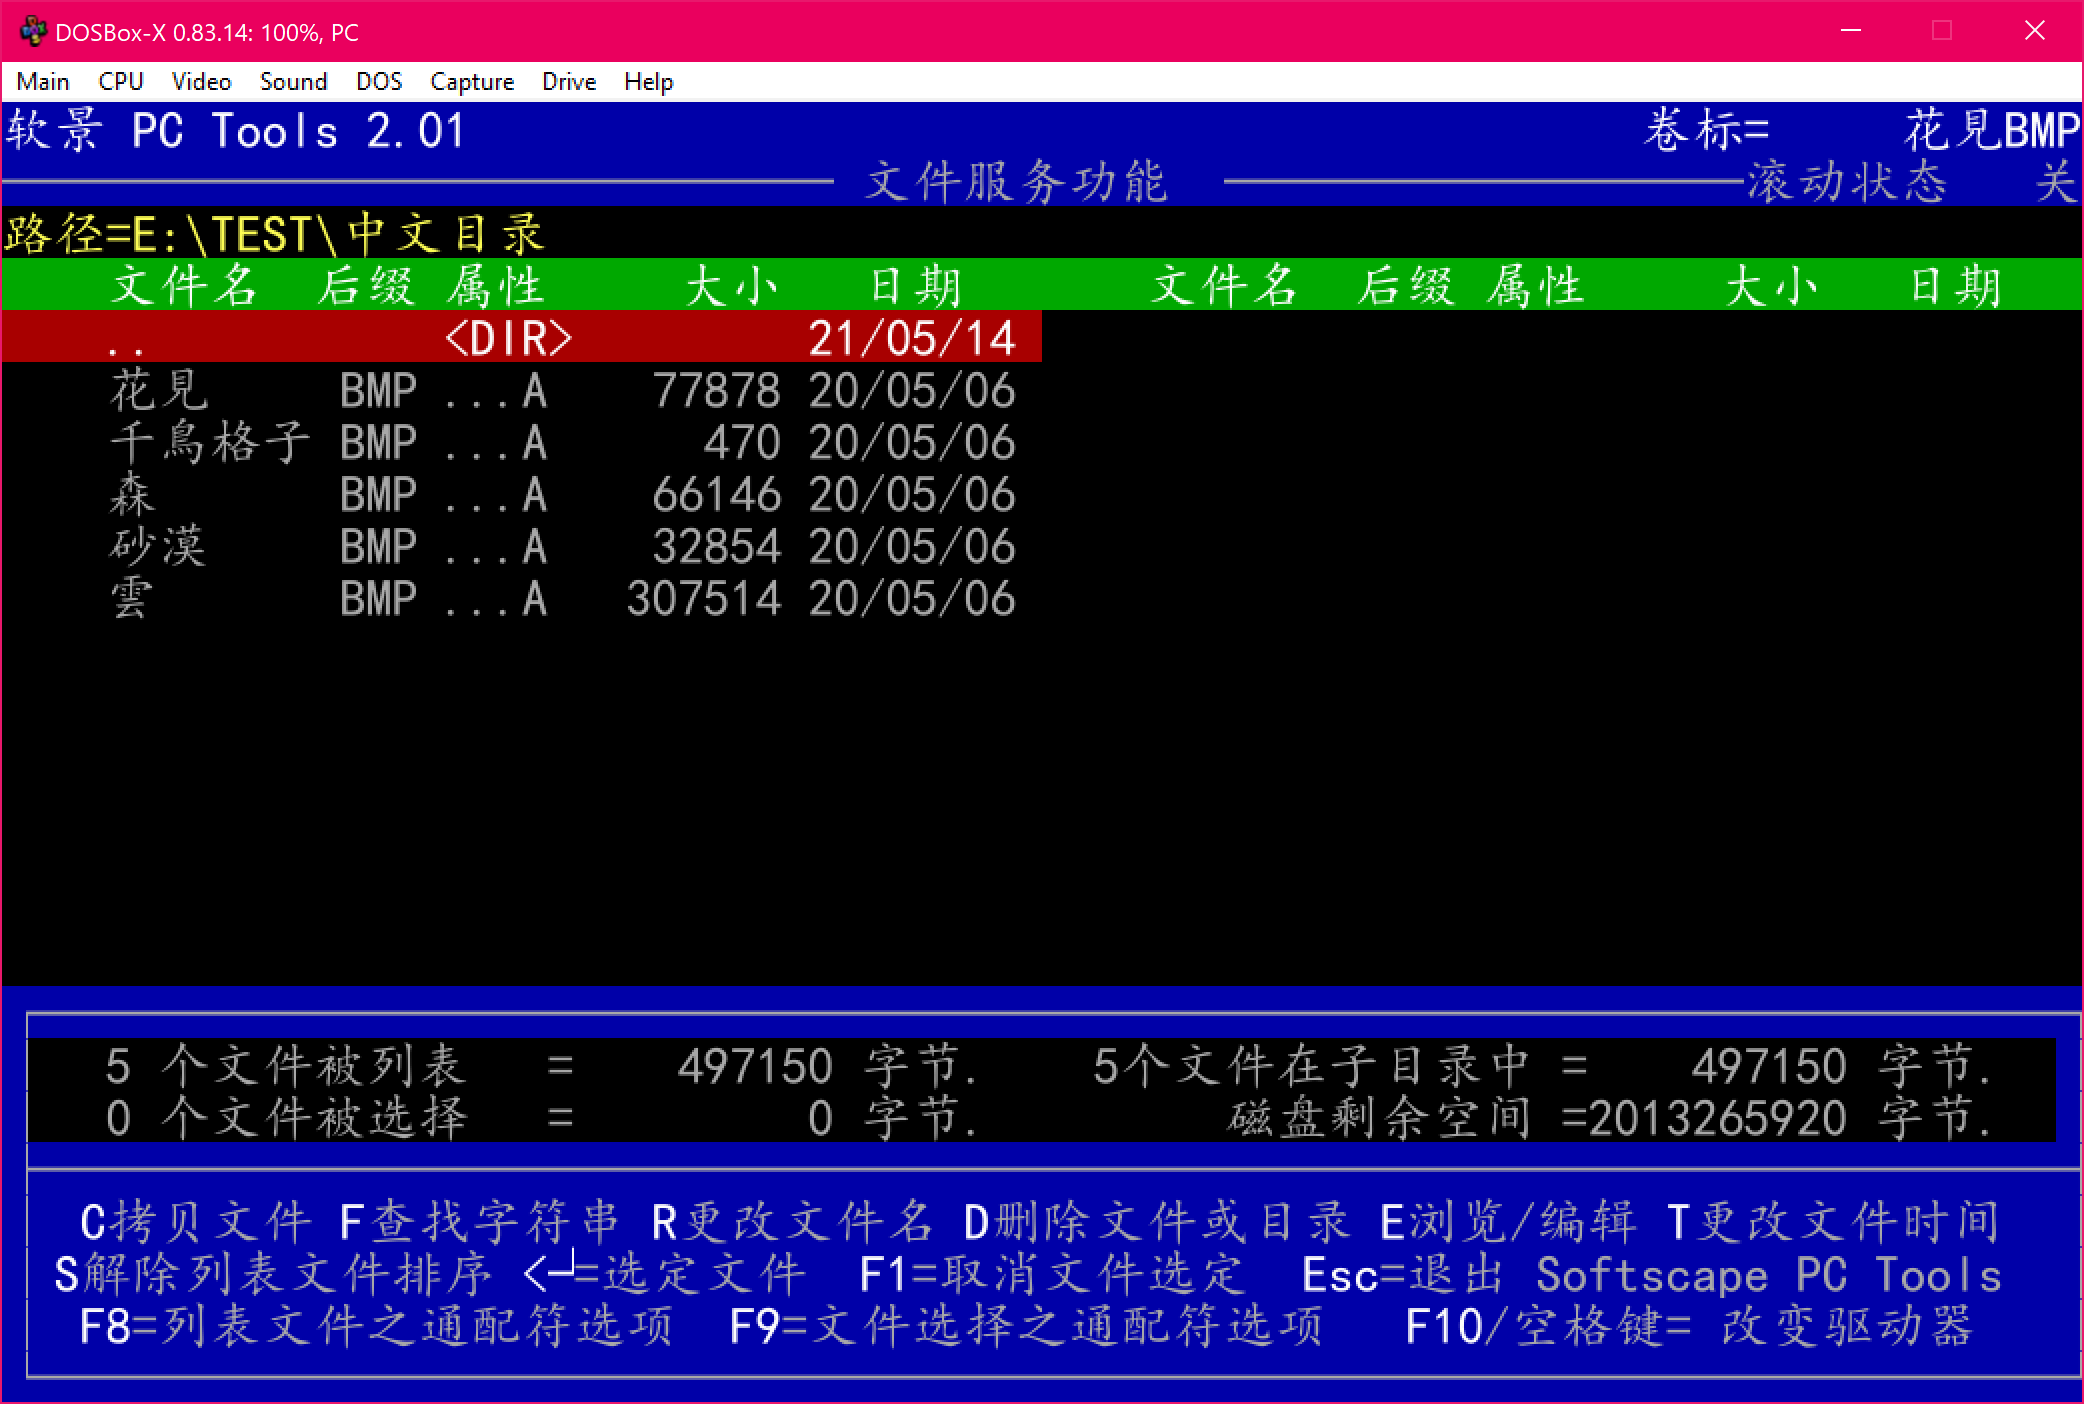 DOSBox-X 0.83.14: 100%, PC
Main CPU Video Sound DOS Capture Drive Help
软景 PC Tools 2.01 卷标= 花見BMP
文件服务功能 滚动状态 关
路径=E:\TEST\中文目录
文件名 后缀 属性 大小 日期 文件名 后缀 属性 大小 日期
.. <DIR> 21/05/14
花見 BMP ...A 77878 20/05/06
千鳥格子 BMP ...A 470 20/05/06
森 BMP ...A 66146 20/05/06
砂漠 BMP ...A 32854 20/05/06
雲 BMP ...A 307514 20/05/06
5 个文件被列表 = 497150 字节. 5个文件在子目录中 = 497150 字节.
0 个文件被选择 = 0 字节. 磁盘剩余空间 =2013265920 字节.
C拷贝文件 F查找字符串 R更改文件名 D删除文件或目录 E浏览/编辑 T更改文件时间
S解除列表文件排序 <┘=选定文件 F1=取消文件选定 Esc=退出 Softscape PC Tools
F8=列表文件之通配符选项 F9=文件选择之通配符选项 F10/空格键= 改变驱动器